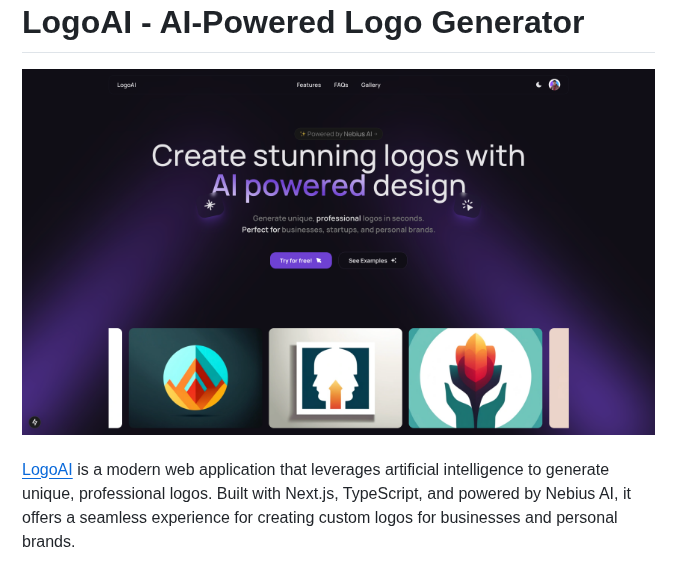 LogoAI - AI-Powered Logo Generator
LogoAI Features FAQs Gallery
Powered by Nebius AI
Create stunning logos with
AI powered design
Generate unique, professional logos in seconds.
Perfect for businesses, startups, and personal brands.
Try for free! See Examples
LogoAI is a modern web application that leverages artificial intelligence to generate
unique, professional logos. Built with Next.js, TypeScript, and powered by Nebius AI, it
offers a seamless experience for creating custom logos for businesses and personal
brands.